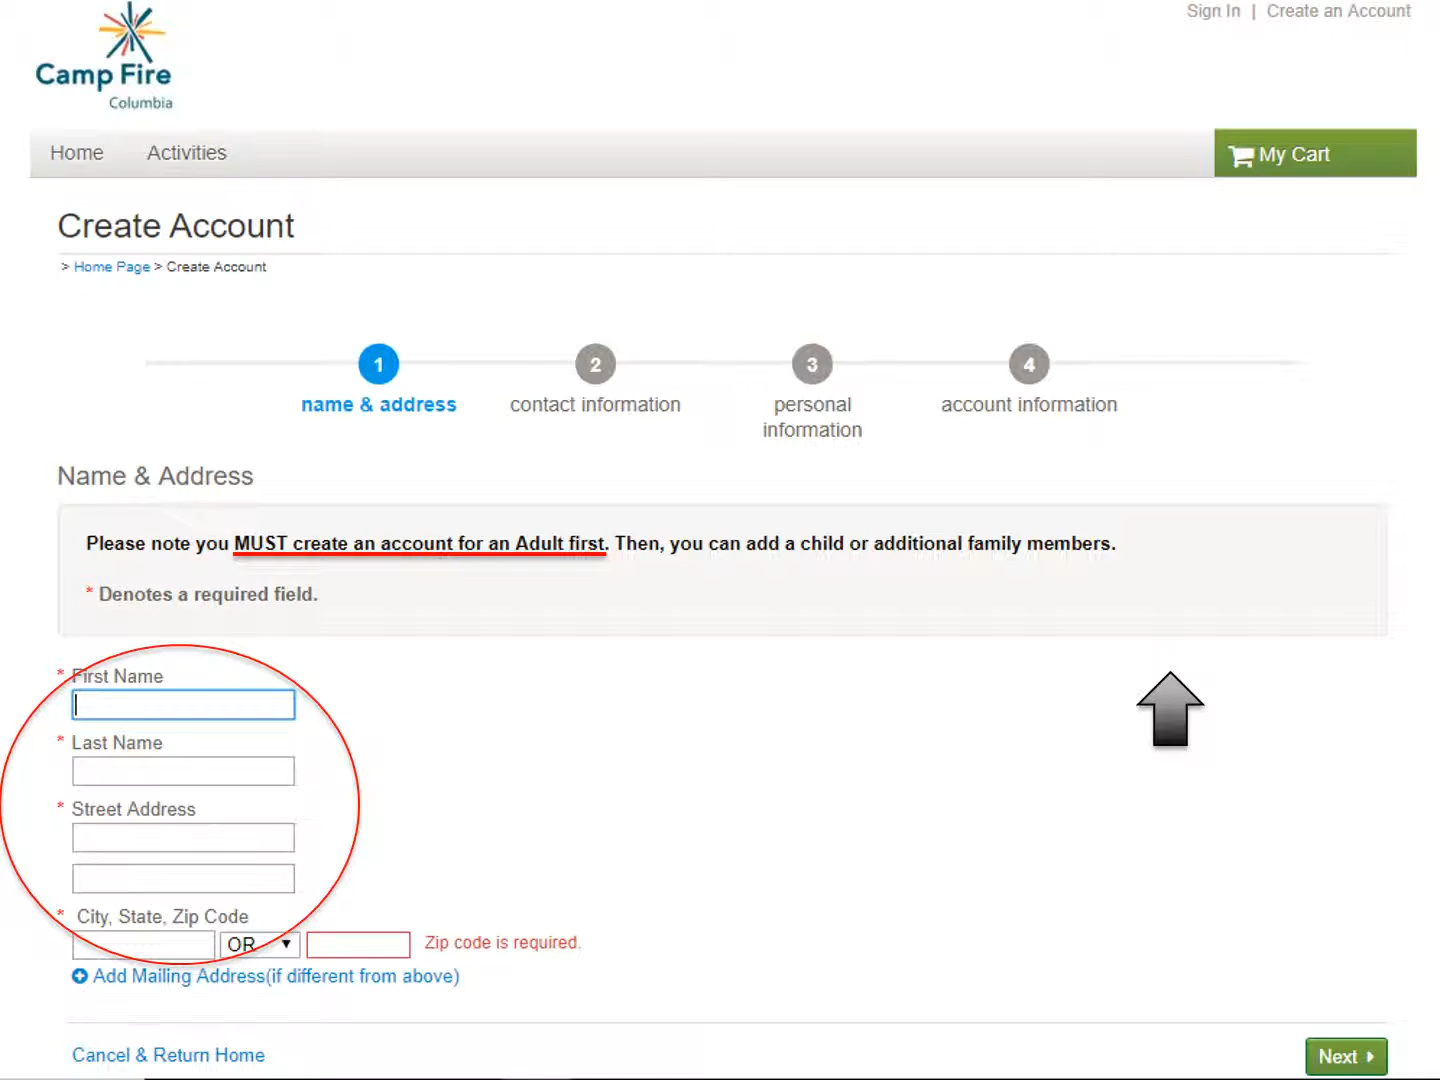 Sign In | Create an Account
Camp Fire
Columbia
Home Activities My Cart
Create Account
> Home Page > Create Account
1 2 3 4
name & address contact information personal information account information
Name & Address
Please note you MUST create an account for an Adult first. Then, you can add a child or additional family members.
* Denotes a required field.
* First Name
* Last Name
* Street Address
* City, State, Zip Code
OR Zip code is required.
Add Mailing Address(if different from above)
Cancel & Return Home Next